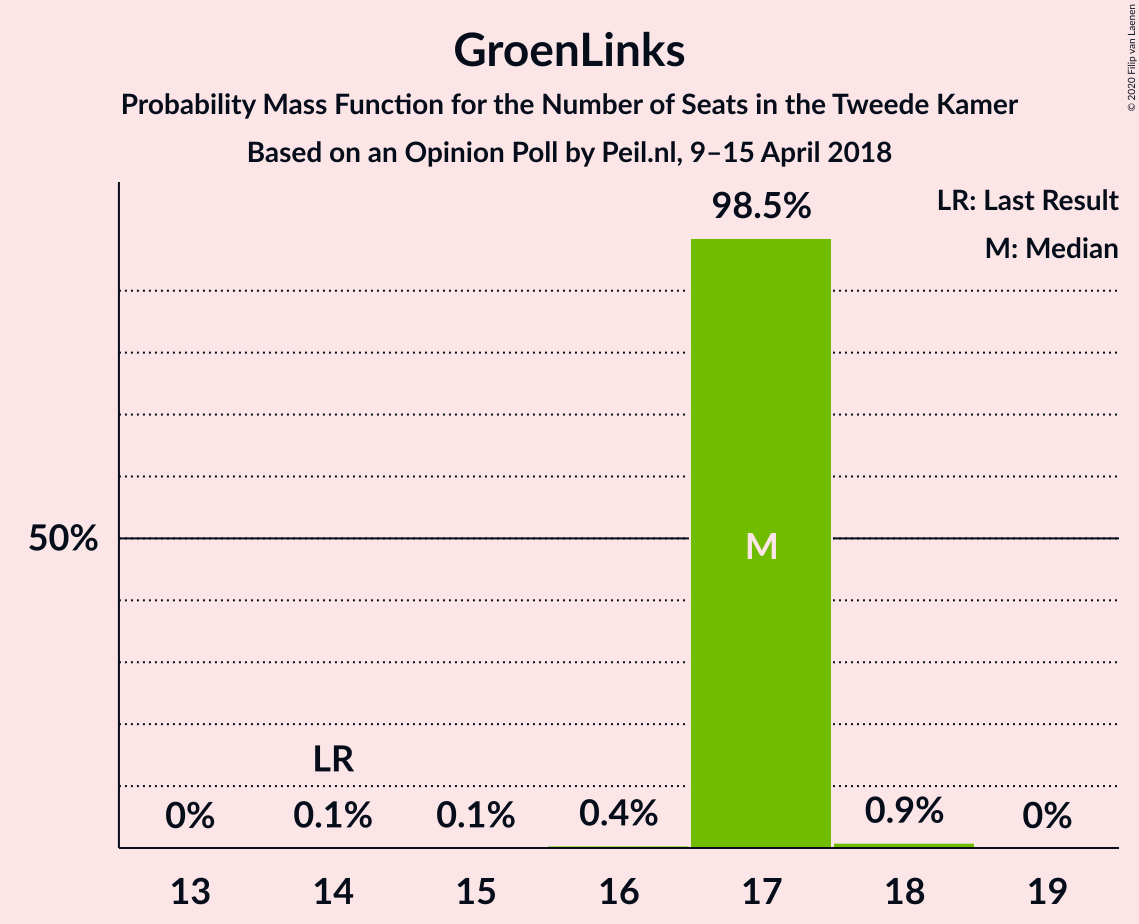 GroenLinks
Probability Mass Function for the Number of Seats in the Tweede Kamer
Based on an Opinion Poll by Peil.nl, 9–15 April 2018
© 2020 Filip van Laenen
LR: Last Result
M: Median
98.5%
50%
M
LR
0%
0.1%
0.1%
0.4%
0.9%
0%
13
14
15
16
17
18
19